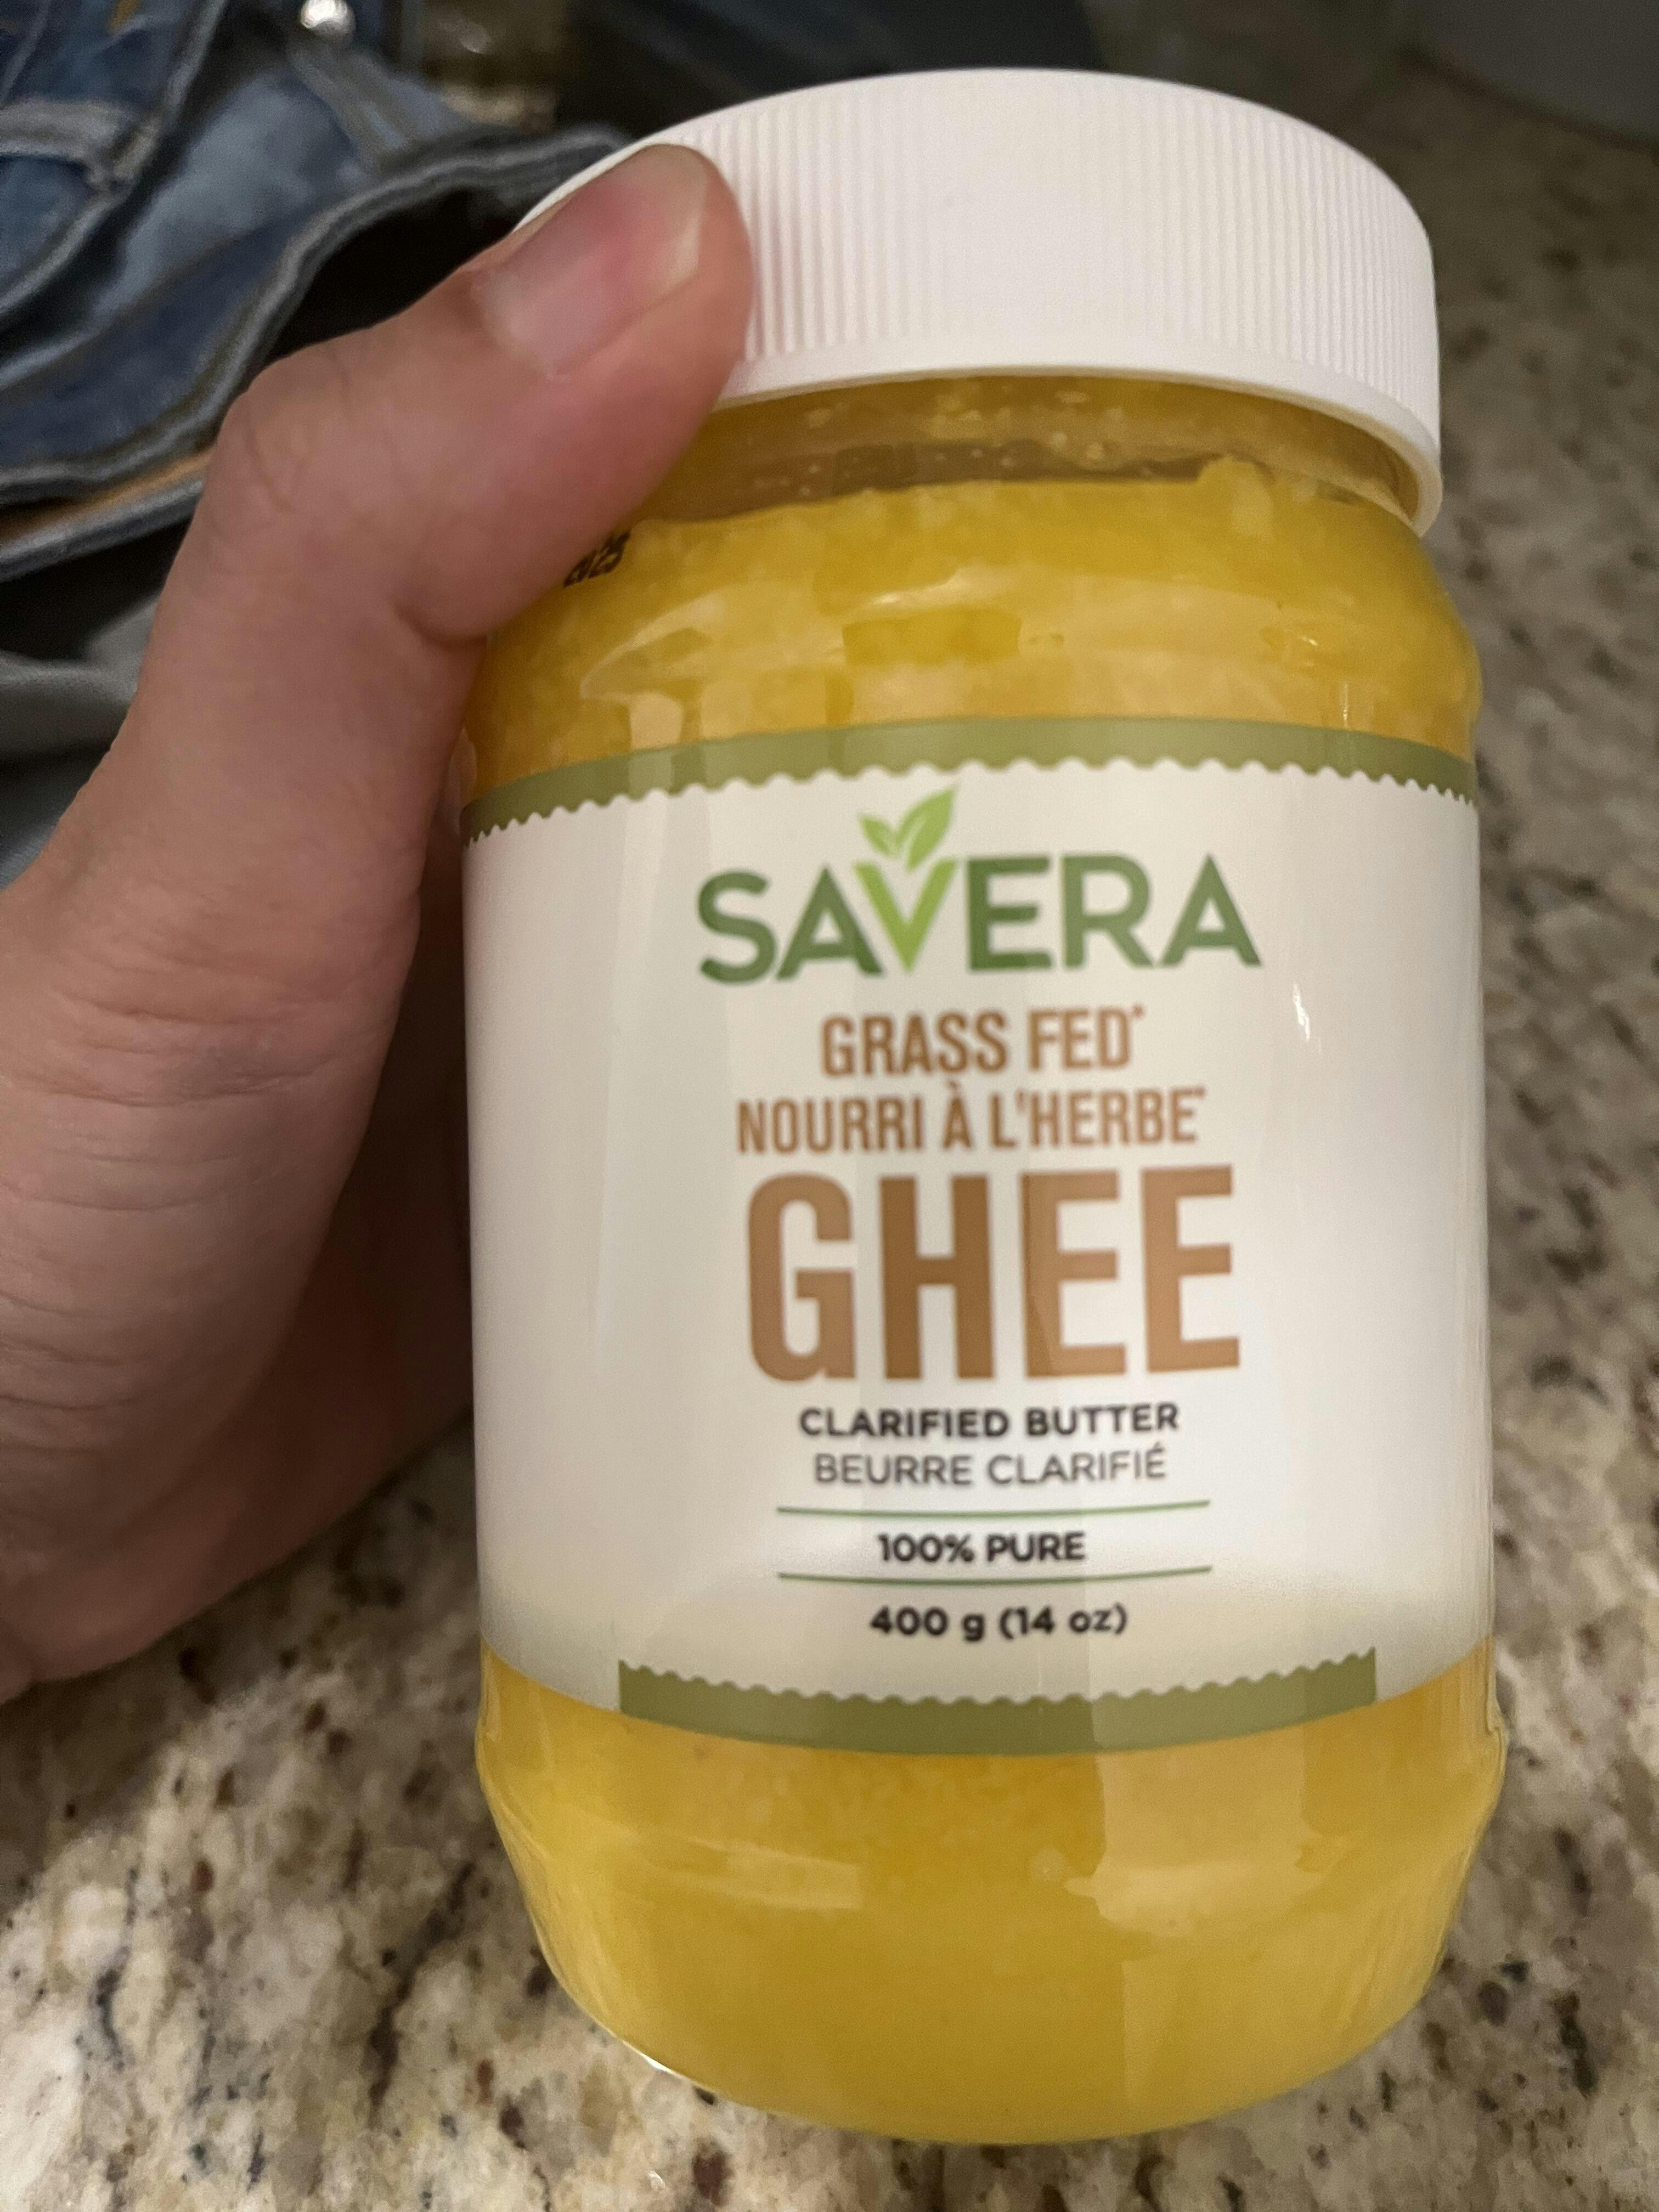 SAVERA
GRASS FED*
NOURRI À L'HERBE*
GHEE
CLARIFIED BUTTER
BEURRE CLARIFIÉ
100% PURE
400 g (14 oz)